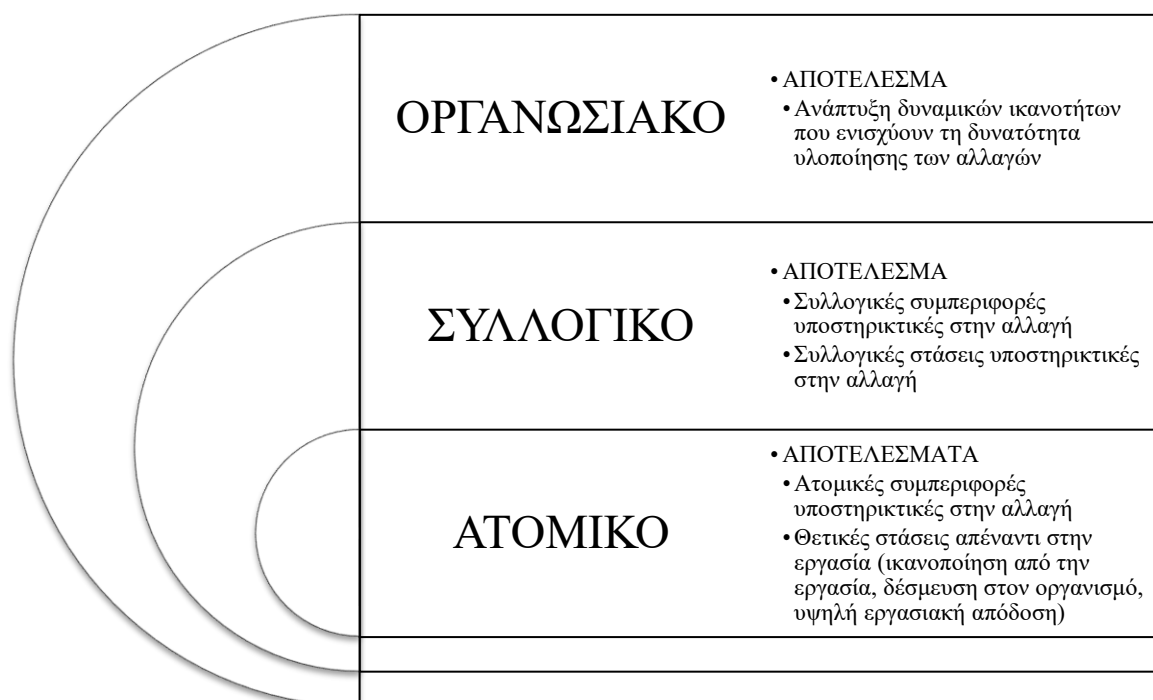 ΟΡΓΑΝΩΣΙΑΚΟ
• ΑΠΟΤΕΛΕΣΜΑ
• Ανάπτυξη δυναμικών ικανοτήτων
που ενισχύουν τη δυνατότητα
υλοποίησης των αλλαγών
ΣΥΛΛΟΓΙΚΟ
• ΑΠΟΤΕΛΕΣΜΑ
• Συλλογικές συμπεριφορές
υποστηρικτικές στην αλλαγή
• Συλλογικές στάσεις υποστηρικτικές
στην αλλαγή
ΑΤΟΜΙΚΟ
• ΑΠΟΤΕΛΕΣΜΑΤΑ
• Ατομικές συμπεριφορές
υποστηρικτικές στην αλλαγή
• Θετικές στάσεις απέναντι στην
εργασία (ικανοποίηση από την
εργασία, δέσμευση στον οργανισμό,
υψηλή εργασιακή απόδοση)